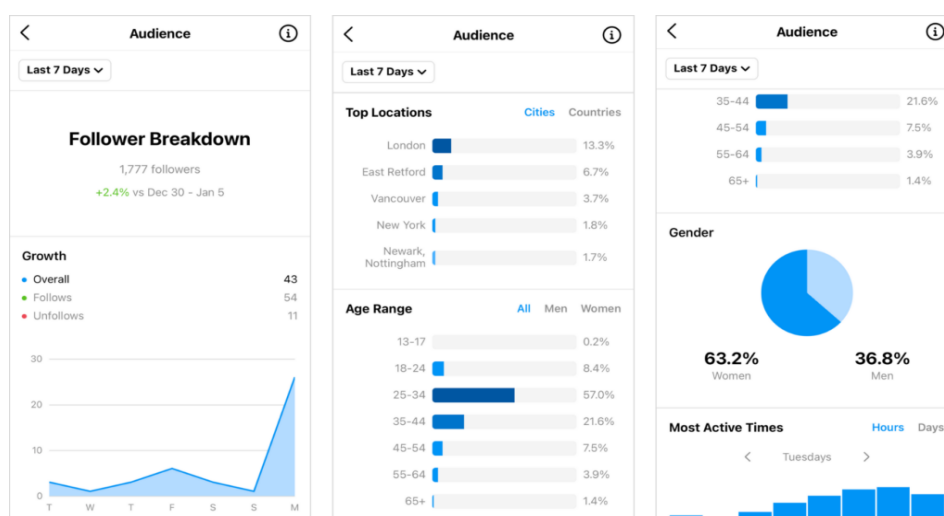 Audience
Last 7 Days
Follower Breakdown
1,777 followers
+2.4% vs Dec 30 - Jan 5
Growth
Overall 43
Follows 54
Unfollows 11
30
20
10
0
T W T F S S M
Audience
Last 7 Days
Top Locations Cities Countries
London 13.3%
East Retford 6.7%
Vancouver 3.7%
New York 1.8%
Newark,
Nottingham 1.7%
Age Range All Men Women
13-17 0.2%
18-24 8.4%
25-34 57.0%
35-44 21.6%
45-54 7.5%
55-64 3.9%
65+ 1.4%
Audience
Last 7 Days
35-44 21.6%
45-54 7.5%
55-64 3.9%
65+ 1.4%
Gender
63.2% 36.8%
Women Men
Most Active Times Hours Days
Tuesdays